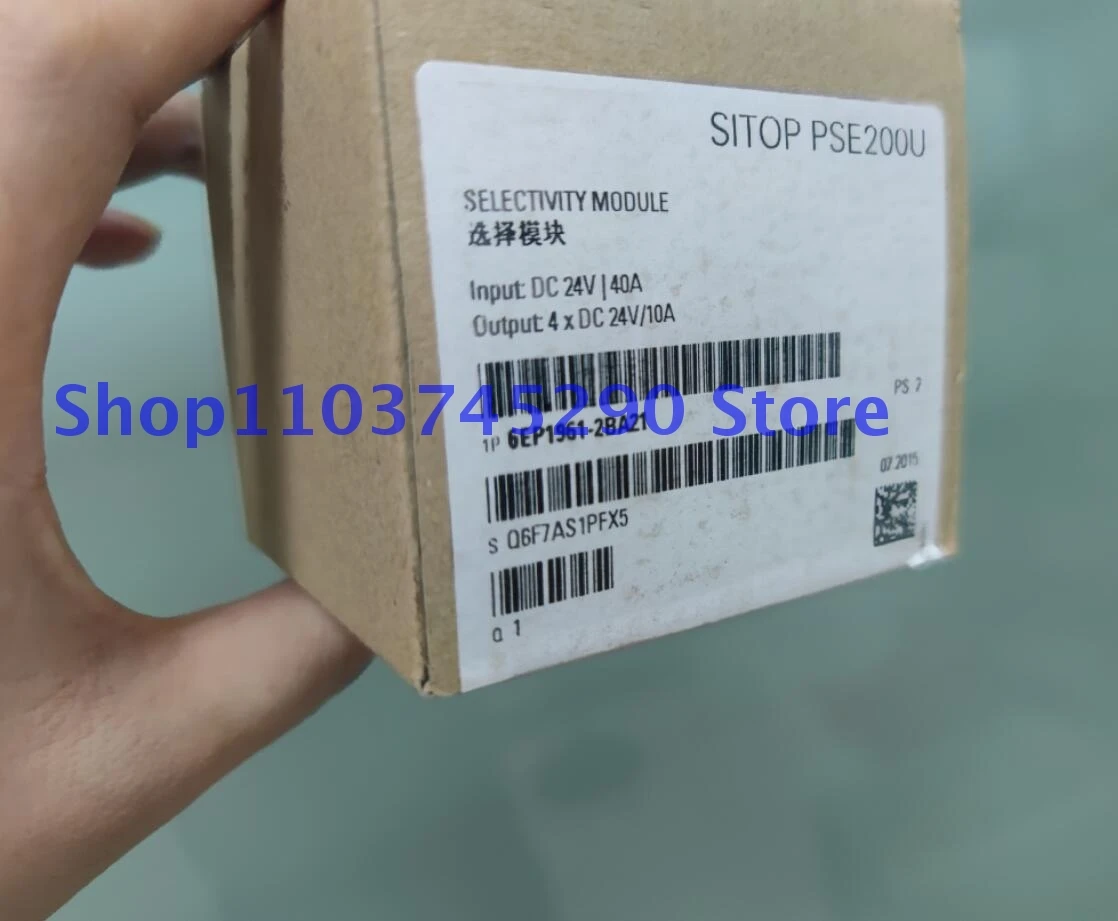 SITOP PSE200U
SELECTIVITY MODULE
选择模块
Input: DC 24V | 40A
Output: 4 x DC 24V/10A
PS 2
Shop1103745290 Store
1P 6EP1961-2BA21
07.2015
S Q6F7AS1PFX5
Q 1